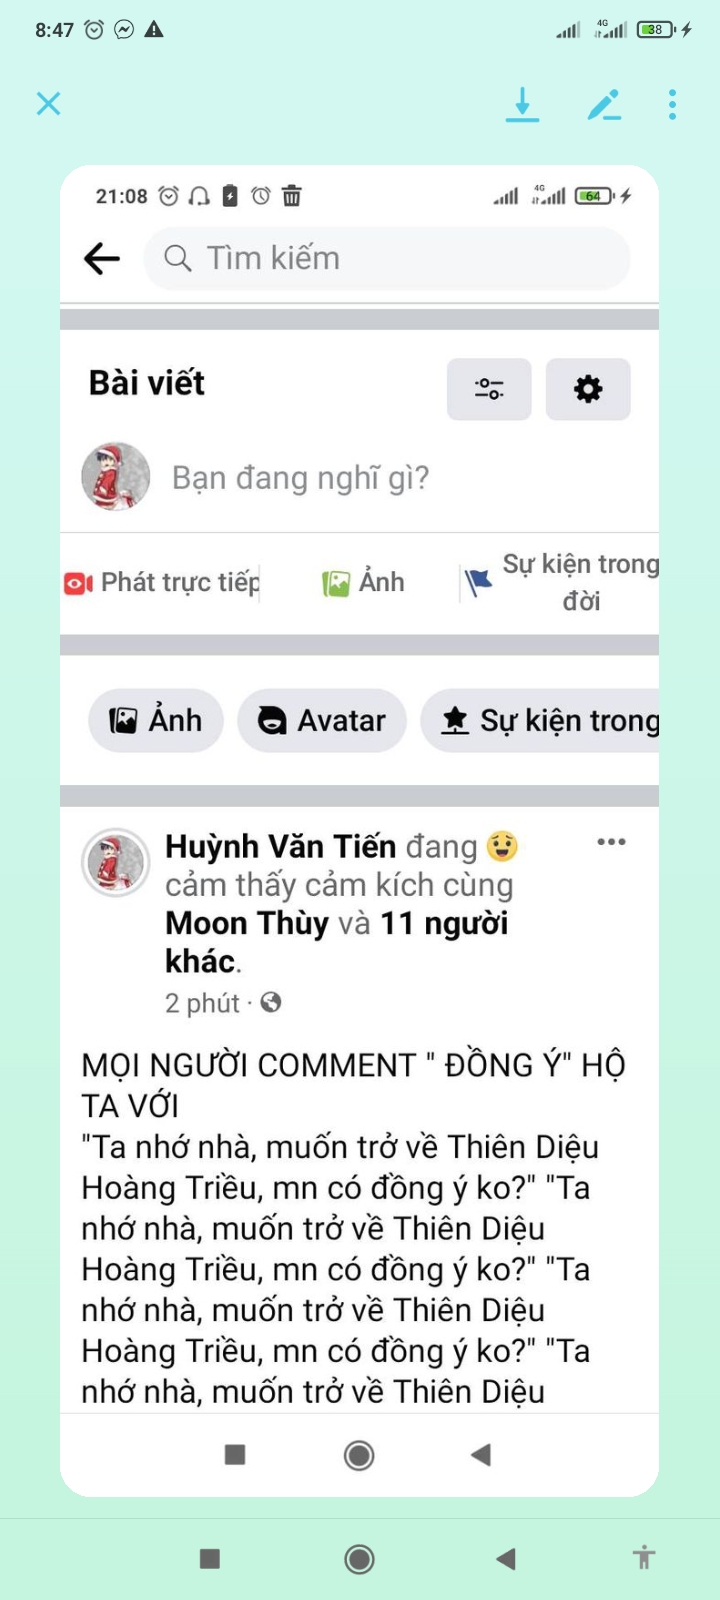 8:47
4G
38
21:08
4G
64
Tìm kiếm
Bài viết
Bạn đang nghĩ gì?
Phát trực tiếp
Ảnh
Sự kiện trong
đời
Ảnh
Avatar
Sự kiện trong
Huỳnh Văn Tiến đang 😲
cảm thấy cảm kích cùng
Moon Thùy và 11 người
khác.
2 phút ·
MỌI NGƯỜI COMMENT " ĐỒNG Ý" HỘ
TA VỚI
"Ta nhớ nhà, muốn trở về Thiên Diệu
Hoàng Triều, mn có đồng ý ko?" "Ta
nhớ nhà, muốn trở về Thiên Diệu
Hoàng Triều, mn có đồng ý ko?" "Ta
nhớ nhà, muốn trở về Thiên Diệu
Hoàng Triều, mn có đồng ý ko?" "Ta
nhớ nhà, muốn trở về Thiên Diệu